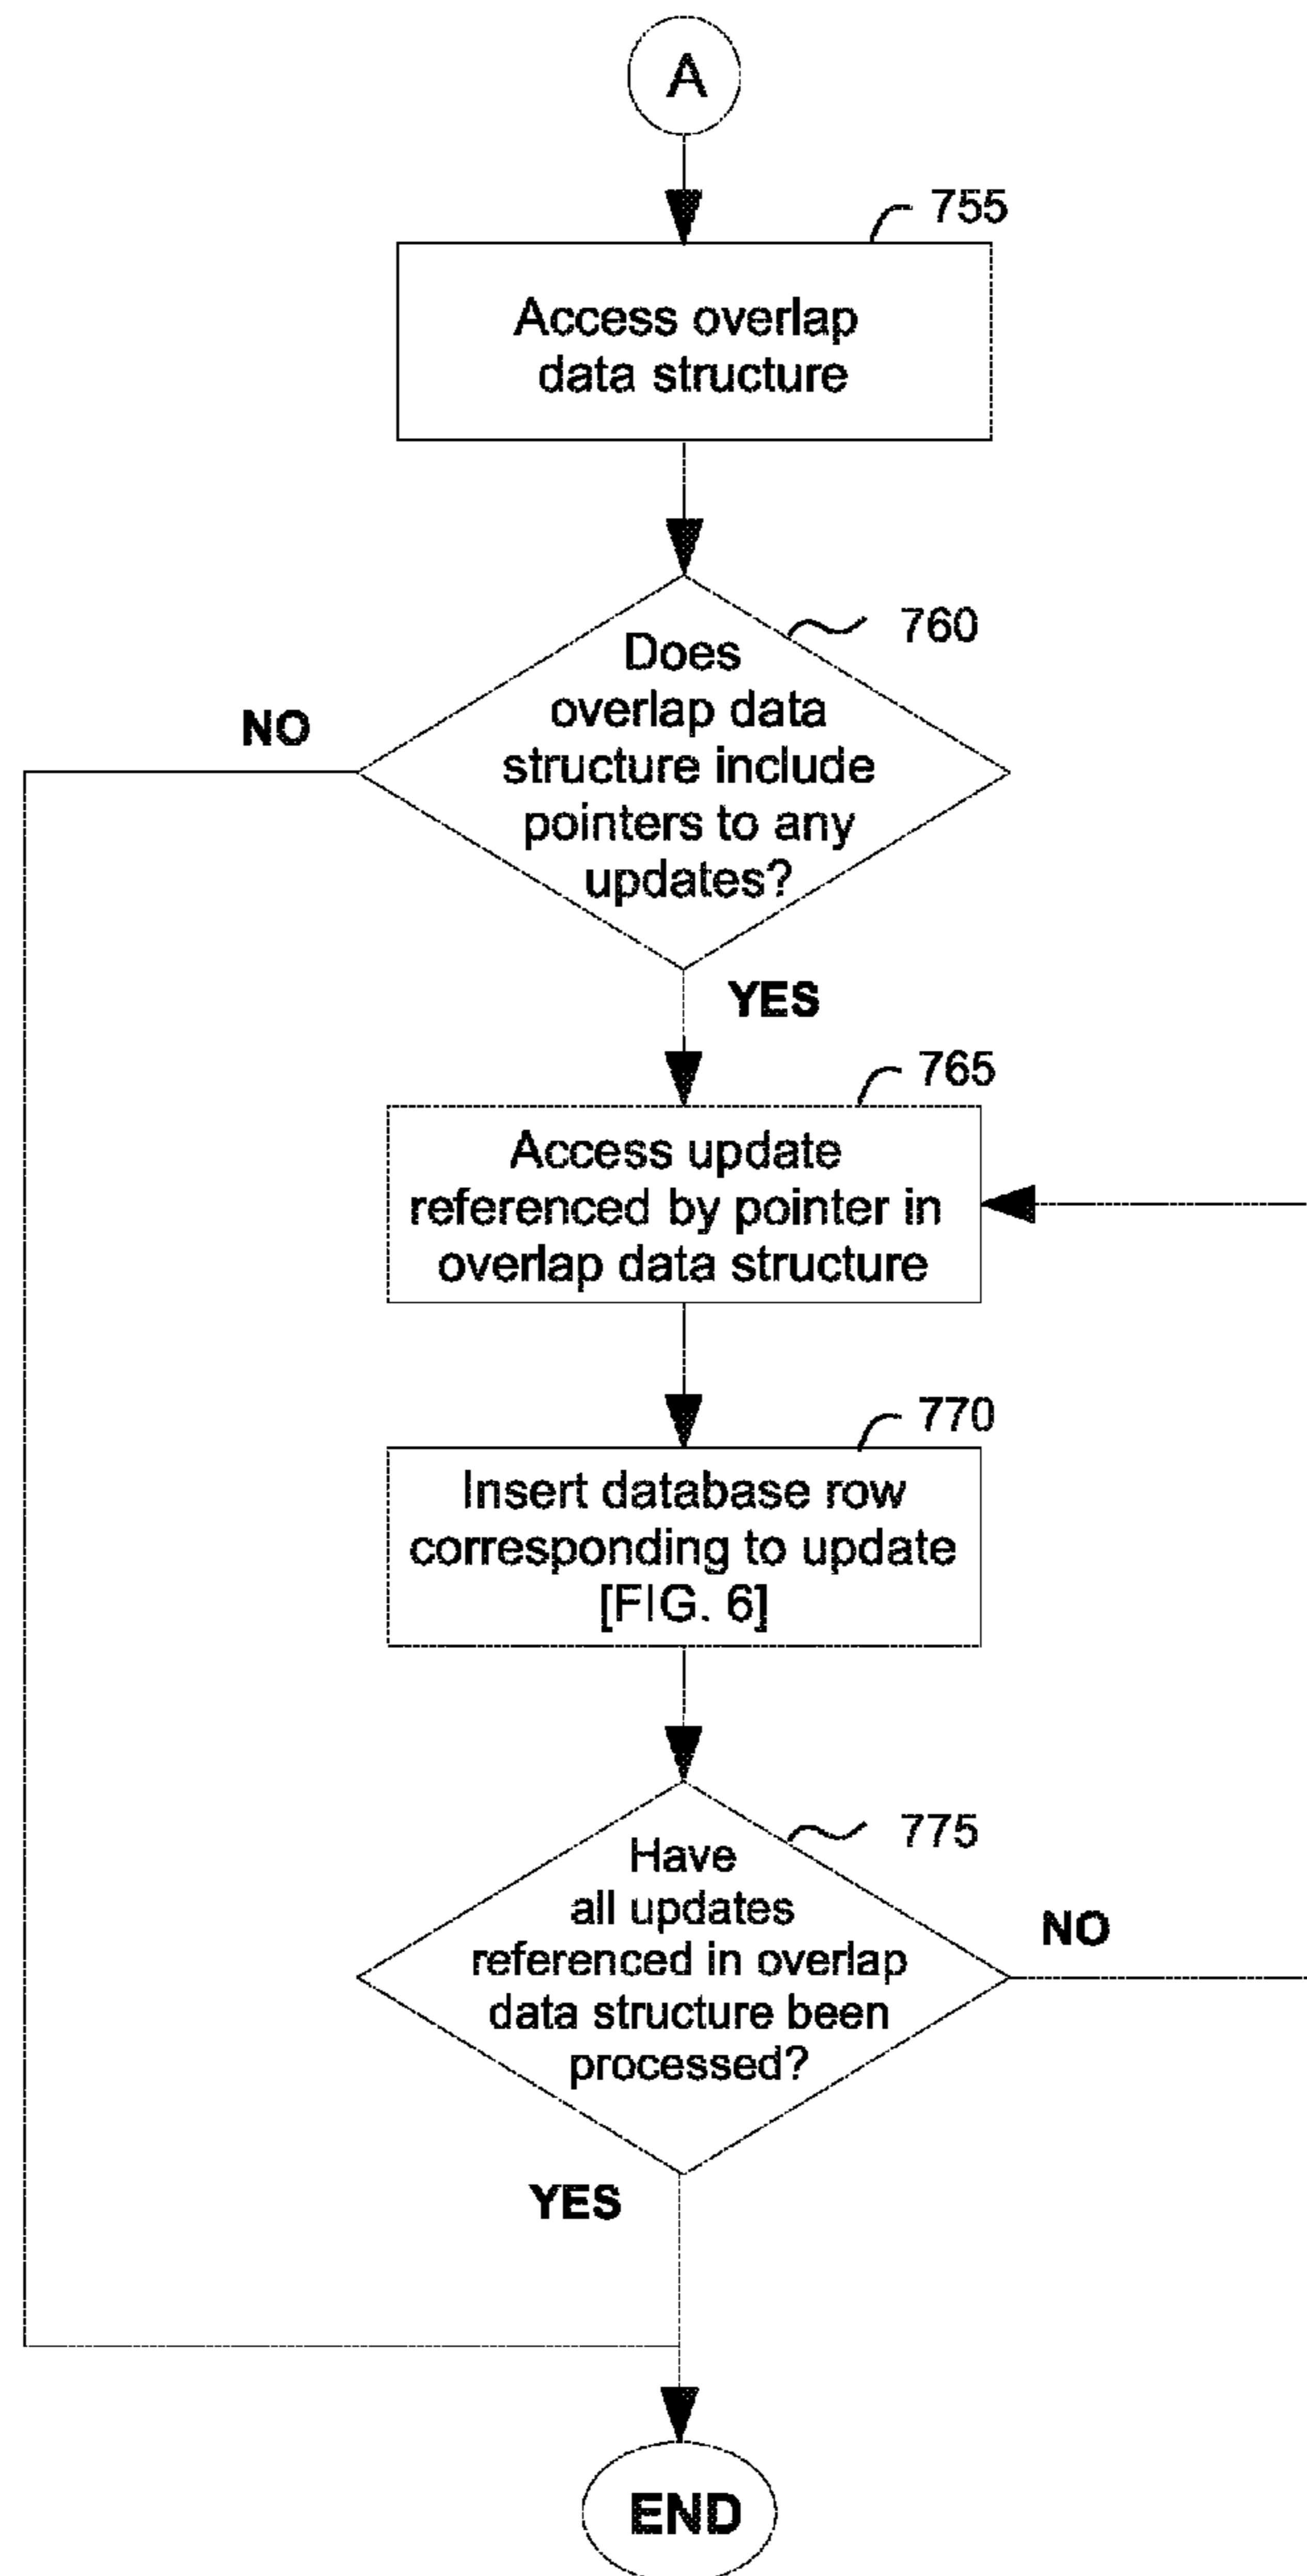 A
755
Access overlap
data structure
760
Does
overlap data
structure include
pointers to any
updates?
NO
YES
765
Access update
referenced by pointer in
overlap data structure
770
Insert database row
corresponding to update
[FIG. 6]
775
Have
all updates
referenced in overlap
data structure been
processed?
NO
YES
END